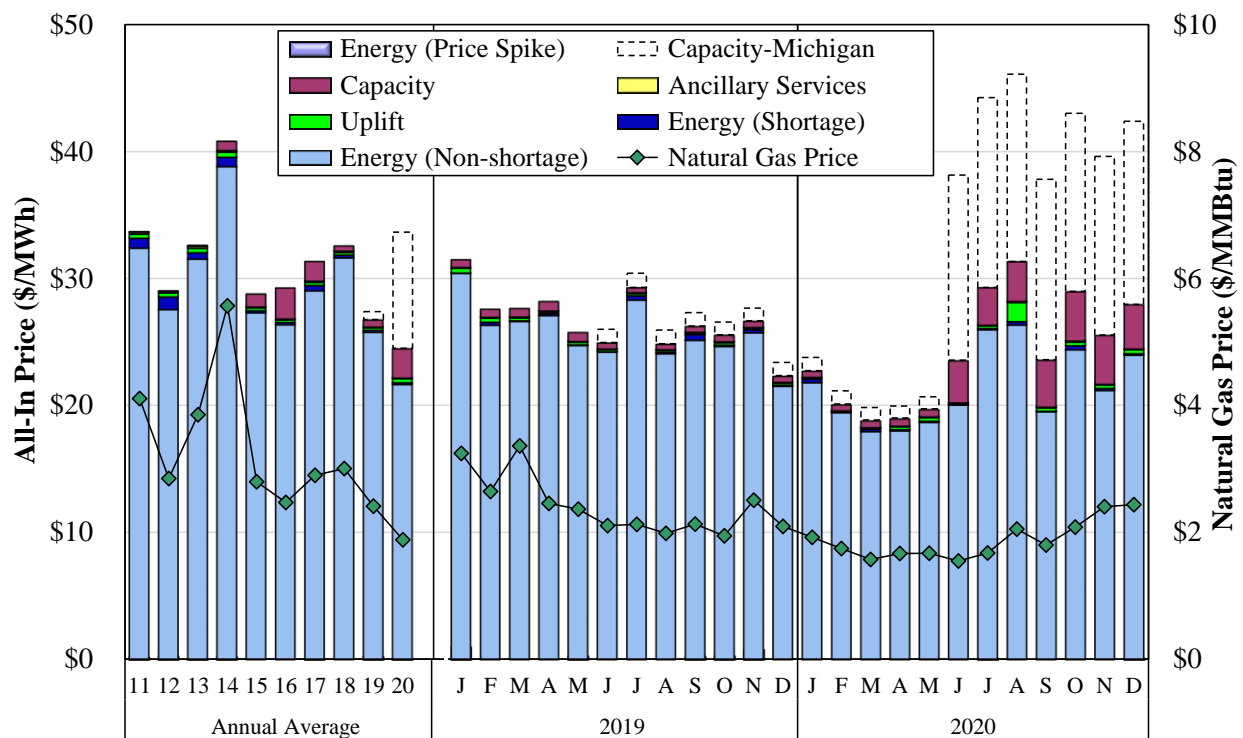 $50
$40
$30
$20
$10
$0
All-In Price ($/MWh)
$10
$8
$6
$4
$2
$0
Natural Gas Price ($/MMBtu)
Energy (Price Spike)
Capacity-Michigan
Capacity
Ancillary Services
Uplift
Energy (Shortage)
Energy (Non-shortage)
Natural Gas Price
11 12 13 14 15 16 17 18 19 20 J F M A M J J A S O N D J F M A M J J A S O N D
Annual Average 2019 2020